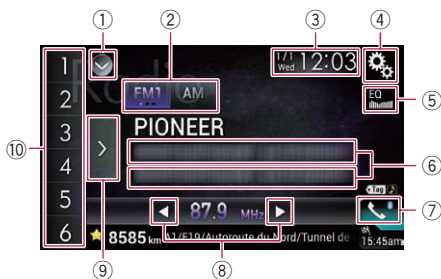 ① ② ③ ④
1
2
3
4
5
6
Radio
1/1
Wed
12:03
FM1 AM
EQ
⑤
PIONEER
⑩
⑥
Tag
87.9 MHz
⑦
8585 km A1/E19/Autoroute du Nord/Tunnel de
15:45am
⑨ ⑧